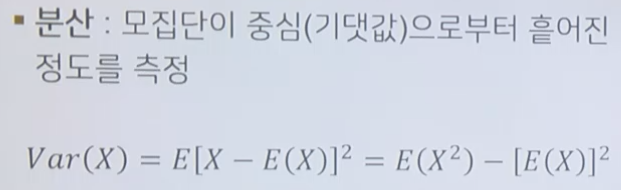 ▪ 분산 : 모집단이 중심(기댓값)으로부터 흩어진
정도를 측정
Var(X) = E[X − E(X)]² = E(X²) − [E(X)]²